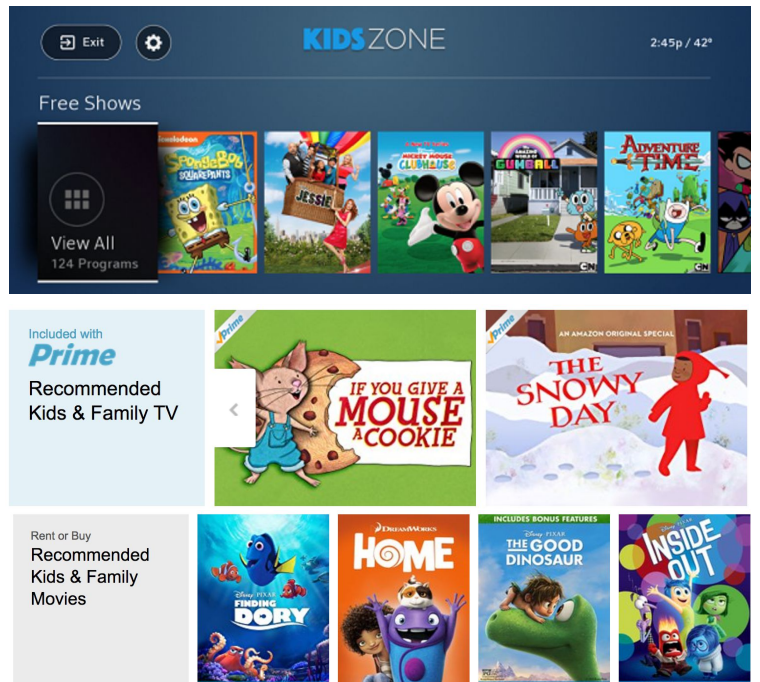 Exit
KIDSZONE
2:45p / 42°
Free Shows
View All
124 Programs
nickelodeon
SPONGEBOB
SQUAREPANTS
JESSIE
MICKEY MOUSE
CLUBHOUSE
THE
AMAZING
WORLD OF
GUMBALL
CN
ADVENTURE
TIME
CN
Included with
Prime
Recommended
Kids & Family TV
Prime
IF YOU GIVE A
MOUSE
A COOKIE
Prime
AN AMAZON ORIGINAL SPECIAL
THE
SNOWY
DAY
Rent or Buy
Recommended
Kids & Family
Movies
Disney · PIXAR
FINDING
DORY
DREAMWORKS
HOME
INCLUDES BONUS FEATURES
Disney · PIXAR
THE GOOD
DINOSAUR
Disney · PIXAR
INSIDE
OUT